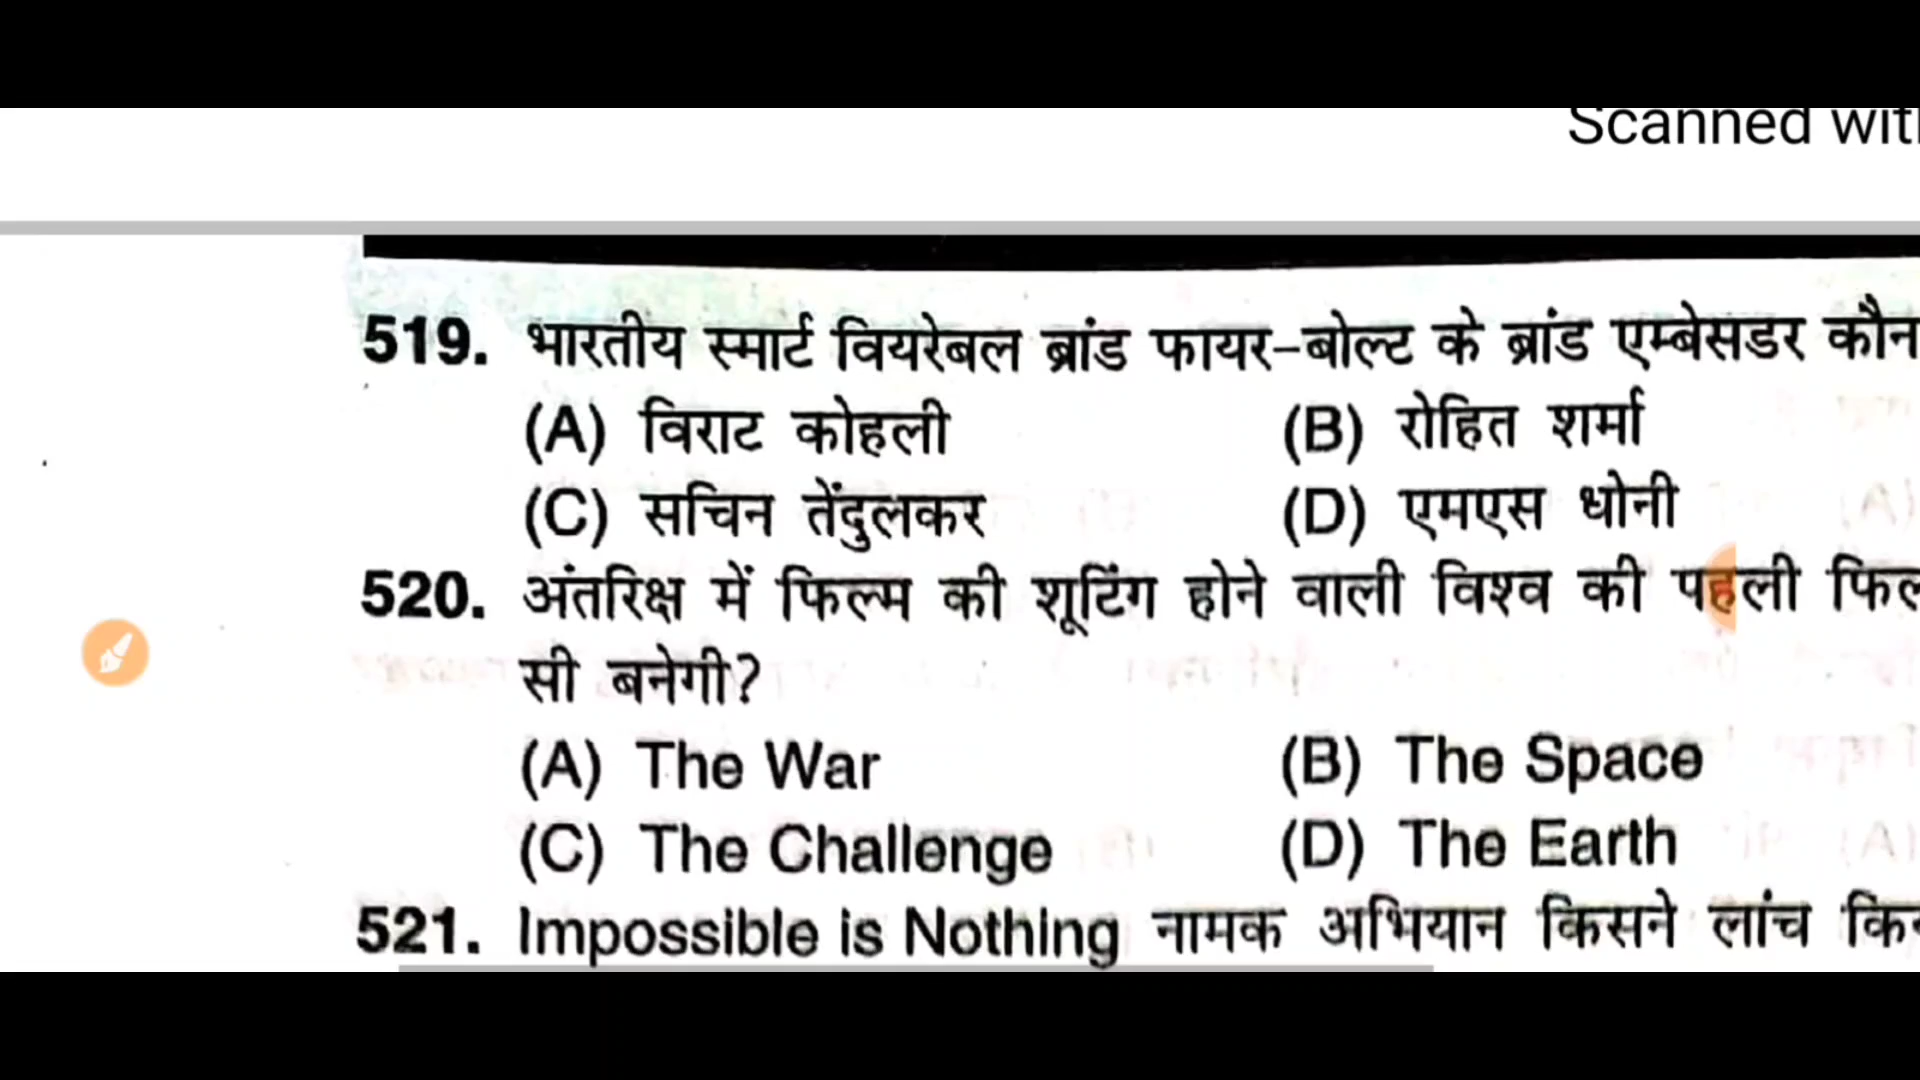 Scanned with
519. भारतीय स्मार्ट वियरेबल ब्रांड फायर-बोल्ट के ब्रांड एम्बेसडर कौन
(A) विराट कोहली (B) रोहित शर्मा
(C) सचिन तेंदुलकर (D) एमएस धोनी
520. अंतरिक्ष में फिल्म की शूटिंग होने वाली विश्व की पहली
सी बनेगी?
(A) The War (B) The Space
(C) The Challenge (D) The Earth
521. Impossible is Nothing नामक अभियान किसने लांच